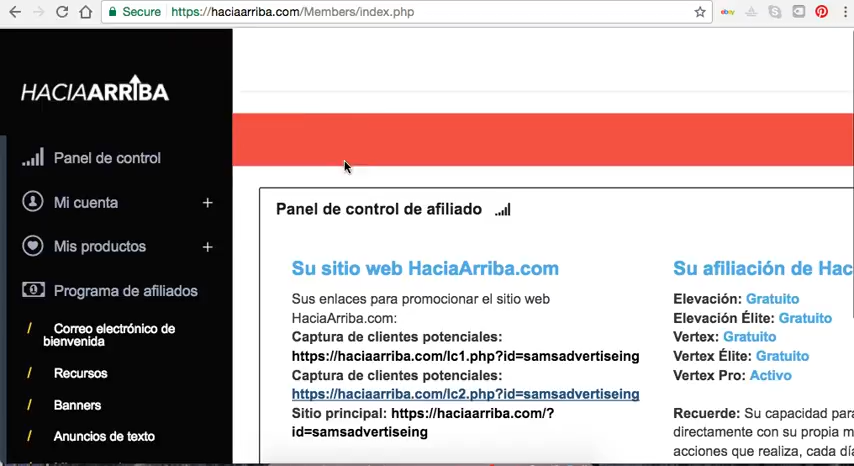 Secure
https://haciaarriba.com/Members/index.php
ebay
HACIAARRIBA
Panel de control
Mi cuenta +
Mis productos +
Programa de afiliados
/ Correo electrónico de
bienvenida
/ Recursos
/ Banners
/ Anuncios de texto
Panel de control de afiliado
Su sitio web HaciaArriba.com
Sus enlaces para promocionar el sitio web
HaciaArriba.com:
Captura de clientes potenciales:
https://haciaarriba.com/lc1.php?id=samsadvertiseing
Captura de clientes potenciales:
https://haciaarriba.com/lc2.php?id=samsadvertiseing
Sitio principal: https://haciaarriba.com/?
id=samsadvertiseing
Su afiliación de Hac
Elevación: Gratuito
Elevación Élite: Gratuito
Vertex: Gratuito
Vertex Élite: Gratuito
Vertex Pro: Activo
Recuerde: Su capacidad para
directamente con su propia m
acciones que realiza, cada día